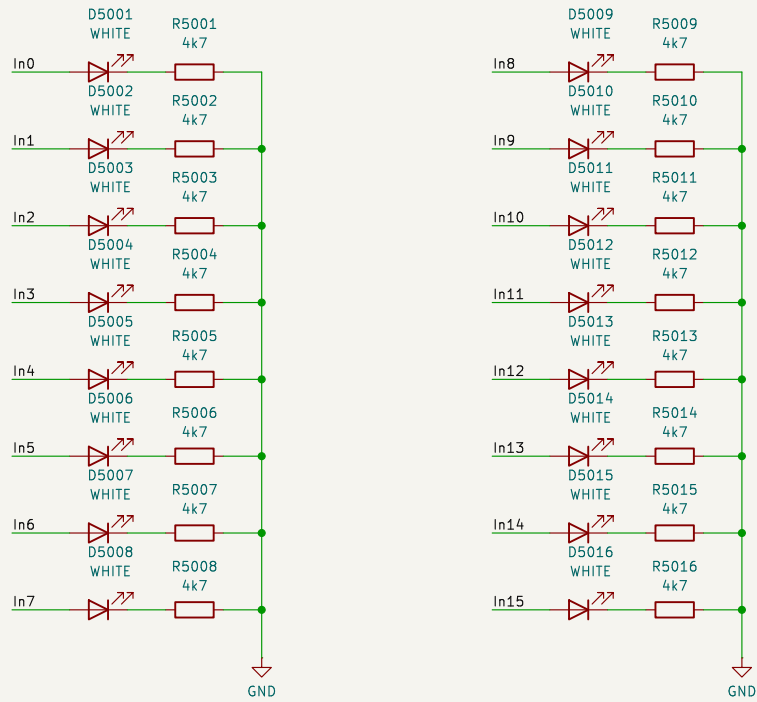 D5001
WHITE
R5001
4k7
In0
D5002
WHITE
R5002
4k7
In1
D5003
WHITE
R5003
4k7
In2
D5004
WHITE
R5004
4k7
In3
D5005
WHITE
R5005
4k7
In4
D5006
WHITE
R5006
4k7
In5
D5007
WHITE
R5007
4k7
In6
D5008
WHITE
R5008
4k7
In7
GND
D5009
WHITE
R5009
4k7
In8
D5010
WHITE
R5010
4k7
In9
D5011
WHITE
R5011
4k7
In10
D5012
WHITE
R5012
4k7
In11
D5013
WHITE
R5013
4k7
In12
D5014
WHITE
R5014
4k7
In13
D5015
WHITE
R5015
4k7
In14
D5016
WHITE
R5016
4k7
In15
GND